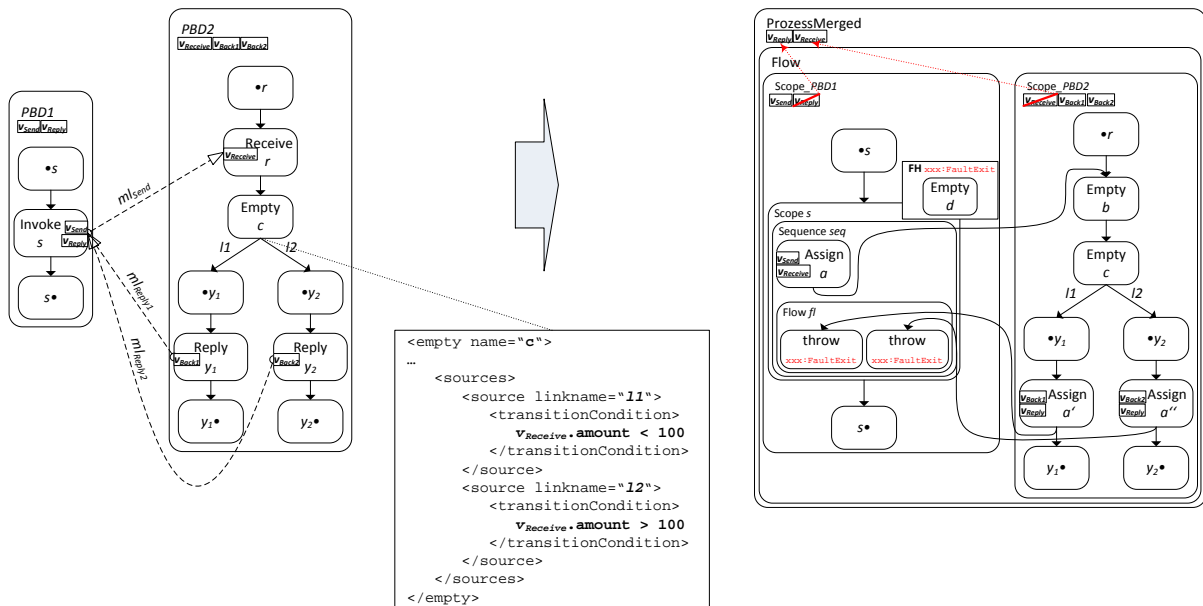 PBD1
vSend vReply
•s
Invoke
s
vSend
vReply
s•
mlSend
mlReply1
mlReply2
PBD2
vReceive vBack1 vBack2
•r
Receive
vReceive
r
Empty
c
l1
l2
•y1
•y2
Reply
vBack1
y1
Reply
vBack2
y2
y1•
y2•
<empty name="c">
…
<sources>
<source linkname="l1">
<transitionCondition>
vReceive.amount < 100
</transitionCondition>
</source>
<source linkname="l2">
<transitionCondition>
vReceive.amount > 100
</transitionCondition>
</source>
</sources>
</empty>
ProzessMerged
vReply vReceive
Flow
Scope_PBD1
vSend vReply
•s
FH xxx:FaultExit
Empty
d
Scope s
Sequence seq
Assign
vSend
vReceive
a
Flow fl
throw
xxx:FaultExit
throw
xxx:FaultExit
s•
Scope_PBD2
vReceive vBack1 vBack2
•r
Empty
b
Empty
c
l1
l2
•y1
•y2
Assign
vBack1
vReply
a‘
Assign
vBack2
vReply
a‘‘
y1•
y2•